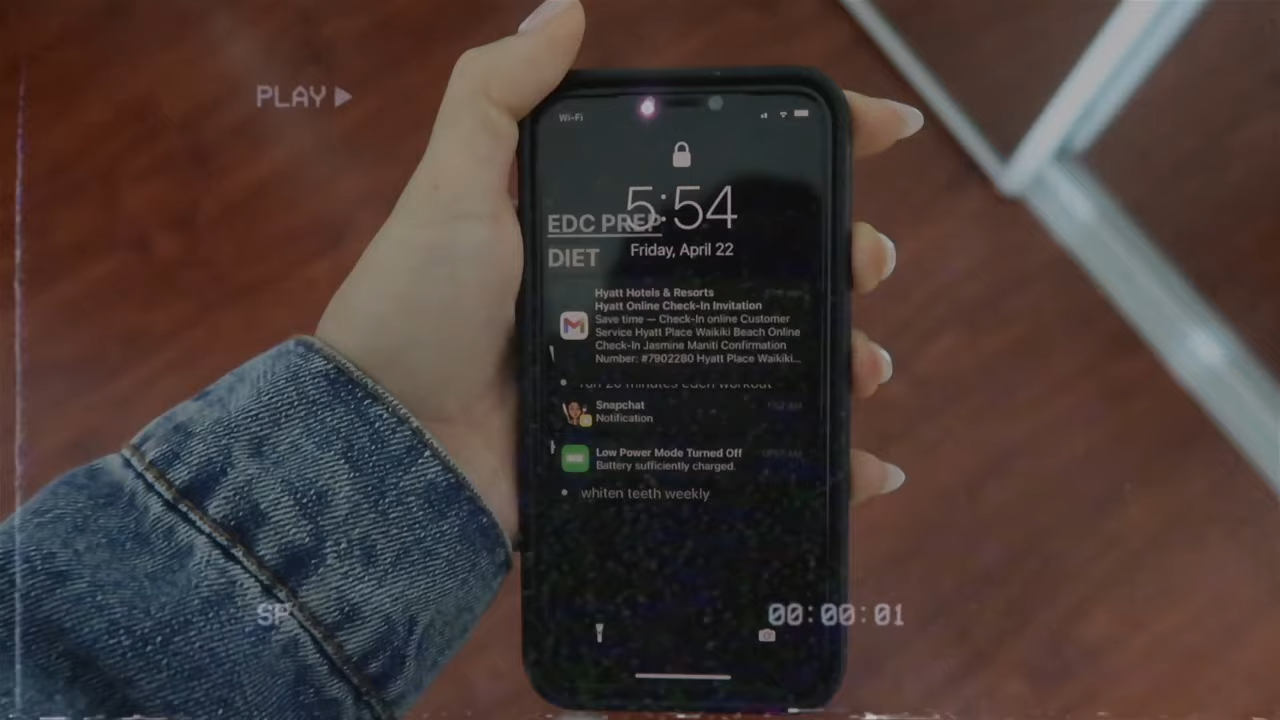 PLAY
Wi-Fi
5:54
EDC PREP
Friday, April 22
DIET
Hyatt Hotels & Resorts
Hyatt Online Check-In Invitation
Save time — Check-In online Customer
Service Hyatt Place Waikiki Beach Online
Check-In Jasmine Maniti Confirmation
Number: #7902280 Hyatt Place Waikiki...
run 20 minutes each workout
Snapchat
Notification
Low Power Mode Turned Off
Battery sufficiently charged.
• whiten teeth weekly
SP
00:00:01